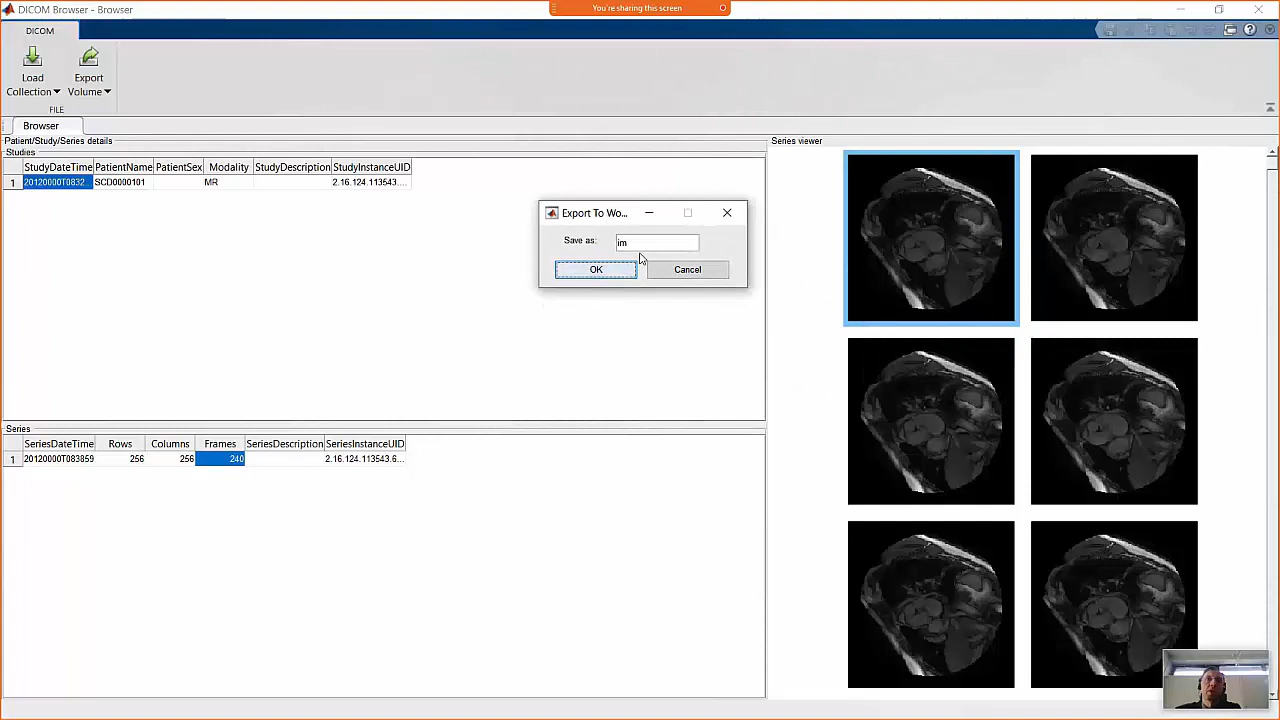 DICOM Browser - Browser
You're sharing this screen
DICOM
Load Collection
Export Volume
FILE
Browser
Patient/Study/Series details
Series viewer
Studies
StudyDateTime PatientName PatientSex Modality StudyDescription StudyInstanceUID
1 20120000T0832... SCD0000101 MR 2.16.124.113543....
Export To Wo...
Save as: im
OK Cancel
Series
SeriesDateTime Rows Columns Frames SeriesDescription SeriesInstanceUID
1 20120000T083859 256 256 240 2.16.124.113543.6...